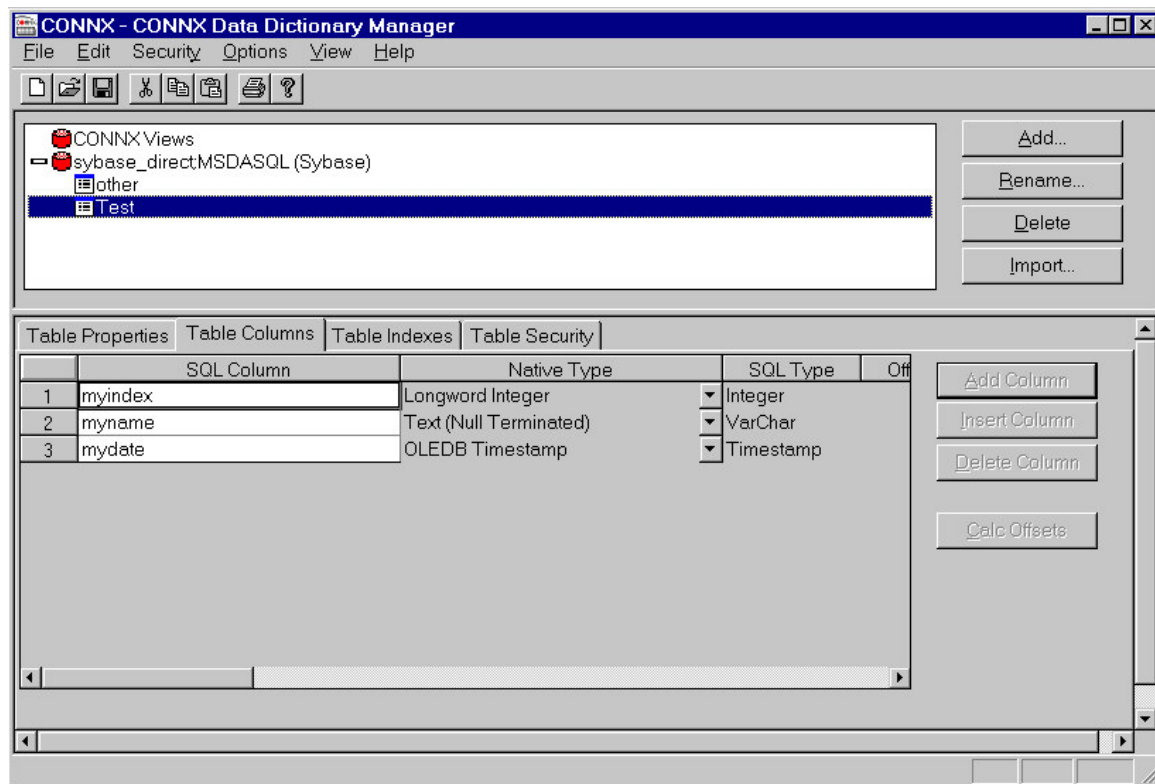 CONNX - CONNX Data Dictionary Manager
File Edit Security Options View Help
CONNX Views
sybase_direct;MSDASQL (Sybase)
other
Test
Add...
Rename...
Delete
Import...
Table Properties Table Columns Table Indexes Table Security
SQL Column Native Type SQL Type Off
1 myindex Longword Integer Integer
2 myname Text (Null Terminated) VarChar
3 mydate OLEDB Timestamp Timestamp
Add Column
Insert Column
Delete Column
Calc Offsets